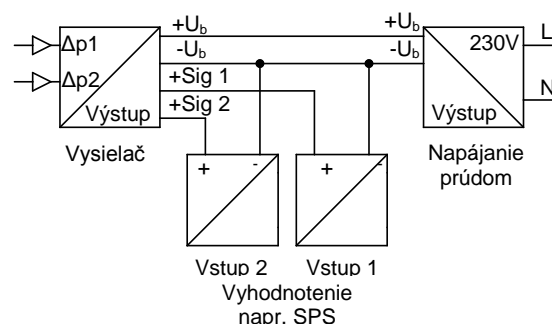 +Ub
-Ub
+Sig 1
+Sig 2
Δp1
Δp2
Výstup
Vysielač
+Ub
-Ub
230V
Výstup
L
N
Napájanie
prúdom
+ -
+ -
Vstup 2
Vstup 1
Vyhodnotenie
napr. SPS